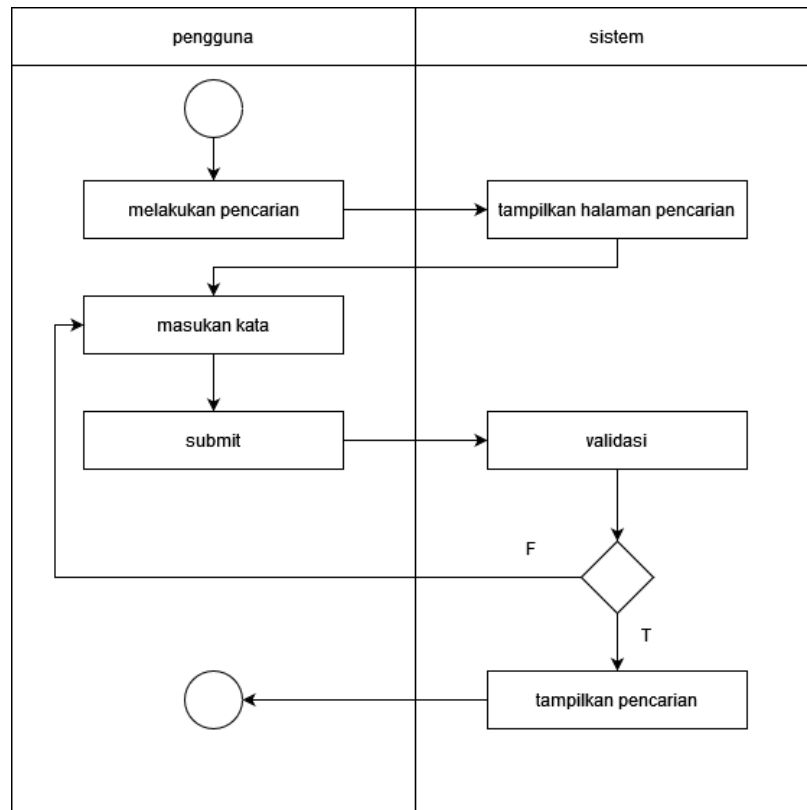 pengguna
sistem
melakukan pencarian
tampilkan halaman pencarian
masukan kata
submit
validasi
F
T
tampilkan pencarian